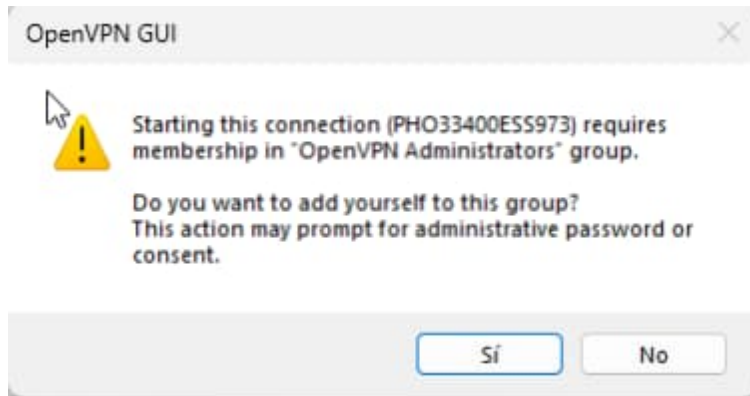 OpenVPN GUI
Starting this connection (PHO33400ESS973) requires
membership in "OpenVPN Administrators" group.
Do you want to add yourself to this group?
This action may prompt for administrative password or
consent.
Sí
No